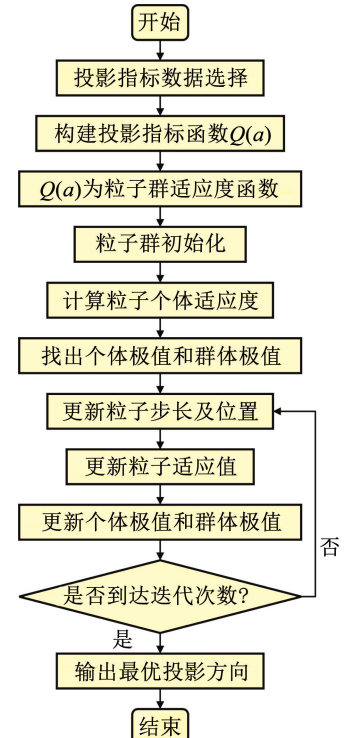 开始
投影指标数据选择
构建投影指标函数Q(a)
Q(a)为粒子群适应度函数
粒子群初始化
计算粒子个体适应度
找出个体极值和群体极值
更新粒子步长及位置
更新粒子适应值
更新个体极值和群体极值
否
是否到达迭代次数?
是
输出最优投影方向
结束